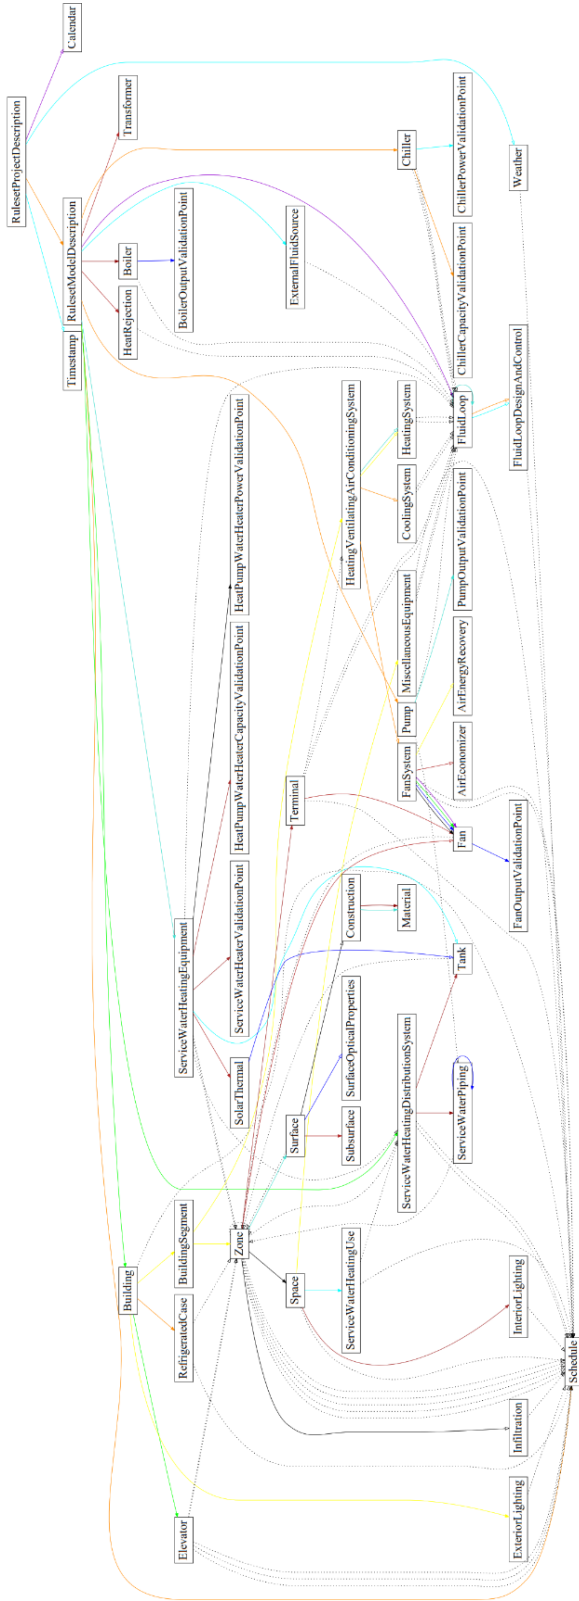 RulesetProjectDescription
Calendar
Timestamp
RulesetModelDescription
Transformer
Boiler
HeatRejection
BoilerOutputValidationPoint
ExternalFluidSource
Chiller
ChillerPowerValidationPoint
ChillerCapacityValidationPoint
Weather
FluidLoop
FluidLoopDesignAndControl
HeatPumpWaterHeaterPowerValidationPoint
HeatPumpWaterHeaterCapacityValidationPoint
ServiceWaterHeaterValidationPoint
ServiceWaterHeatingEquipment
SolarThermal
HeatingVentilatingAirConditioningSystem
HeatingSystem
CoolingSystem
MiscellaneousEquipment
Pump
PumpOutputValidationPoint
FanSystem
AirEnergyRecovery
AirEconomizer
Terminal
Fan
FanOutputValidationPoint
Construction
Material
Tank
Surface
SurfaceOpticalProperties
Subsurface
ServiceWaterHeatingDistributionSystem
ServiceWaterPiping
Building
BuildingSegment
RefrigeratedCase
Zone
Space
ServiceWaterHeatingUse
InteriorLighting
Infiltration
Elevator
ExteriorLighting
Schedule